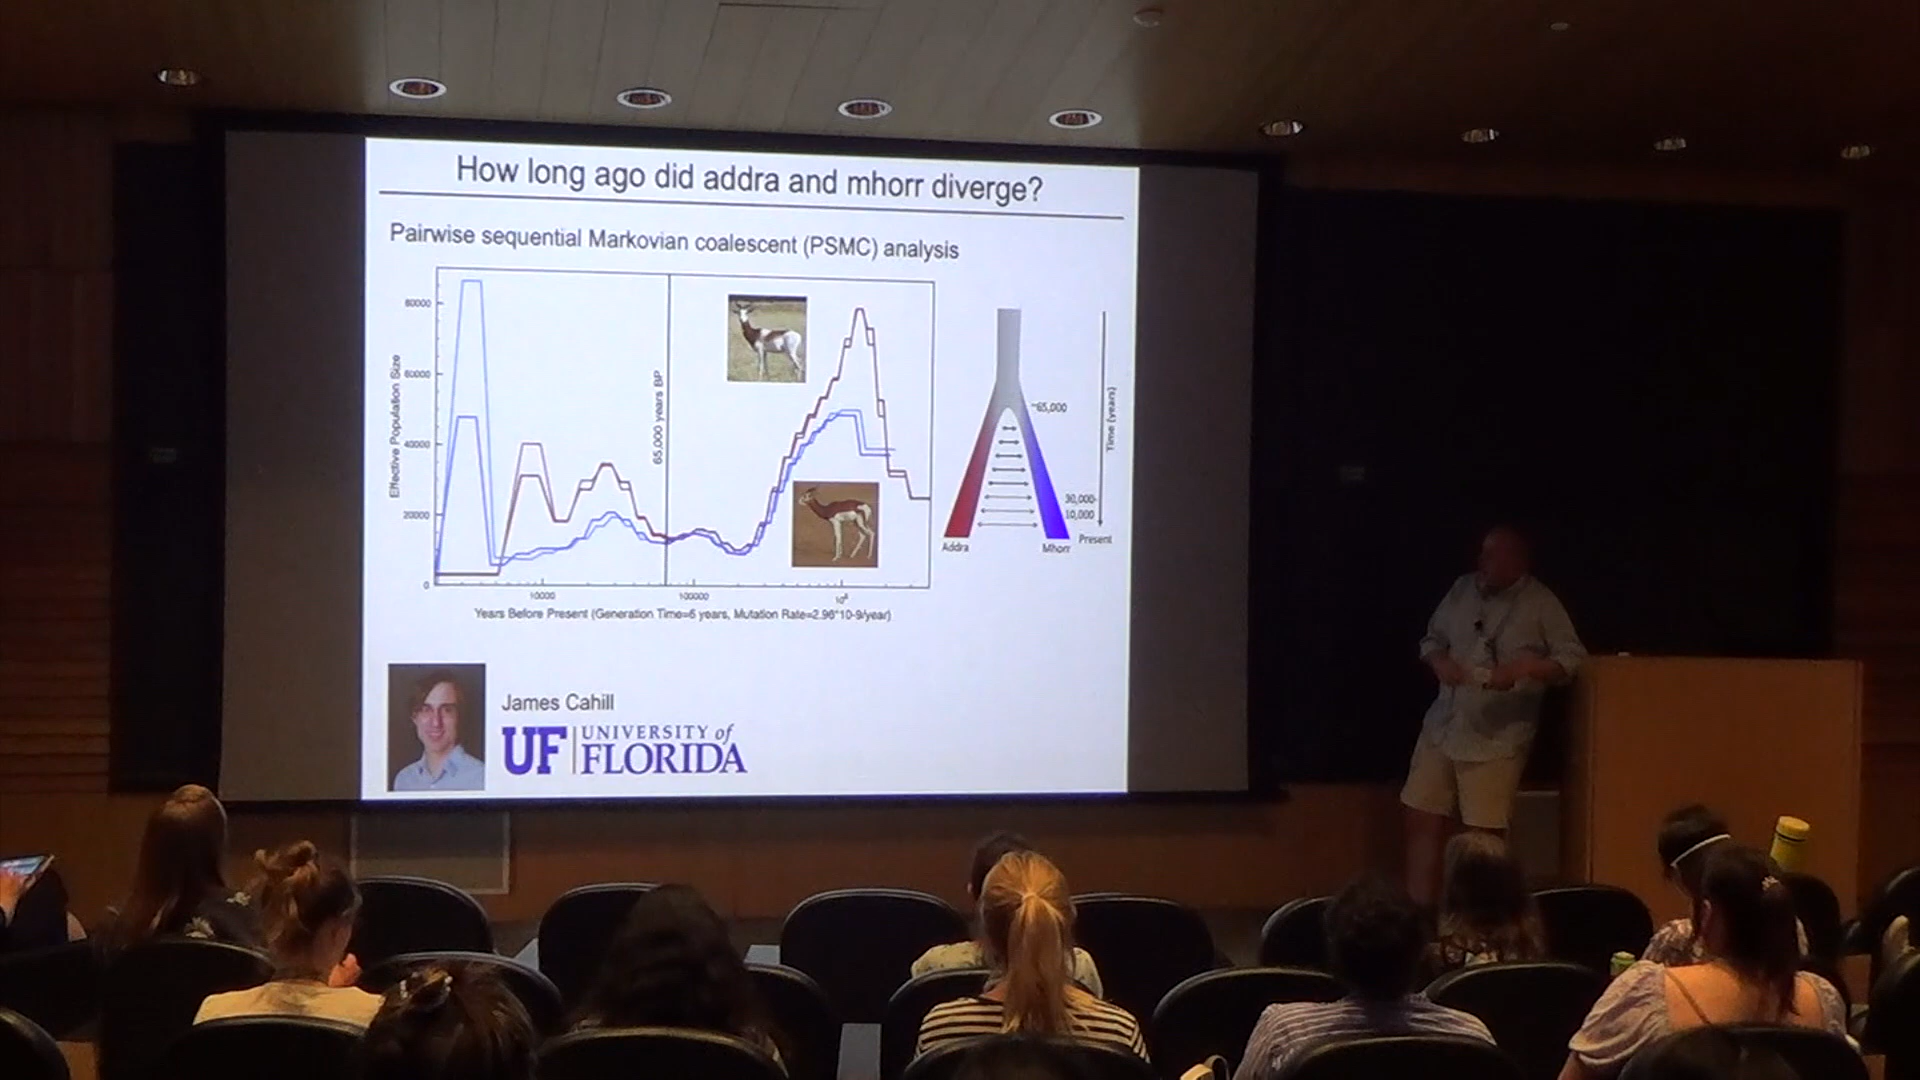 How long ago did addra and mhorr diverge?
Pairwise sequential Markovian coalescent (PSMC) analysis
Effective Population Size
80000
60000
40000
20000
0
65,000 years BP
10000
100000
10⁶
Years Before Present (Generation Time=6 years, Mutation Rate=2.96*10-9/year)
~65,000
30,000-
10,000
Time (years)
Present
Addra
Mhorr
James Cahill
UF UNIVERSITY of
FLORIDA